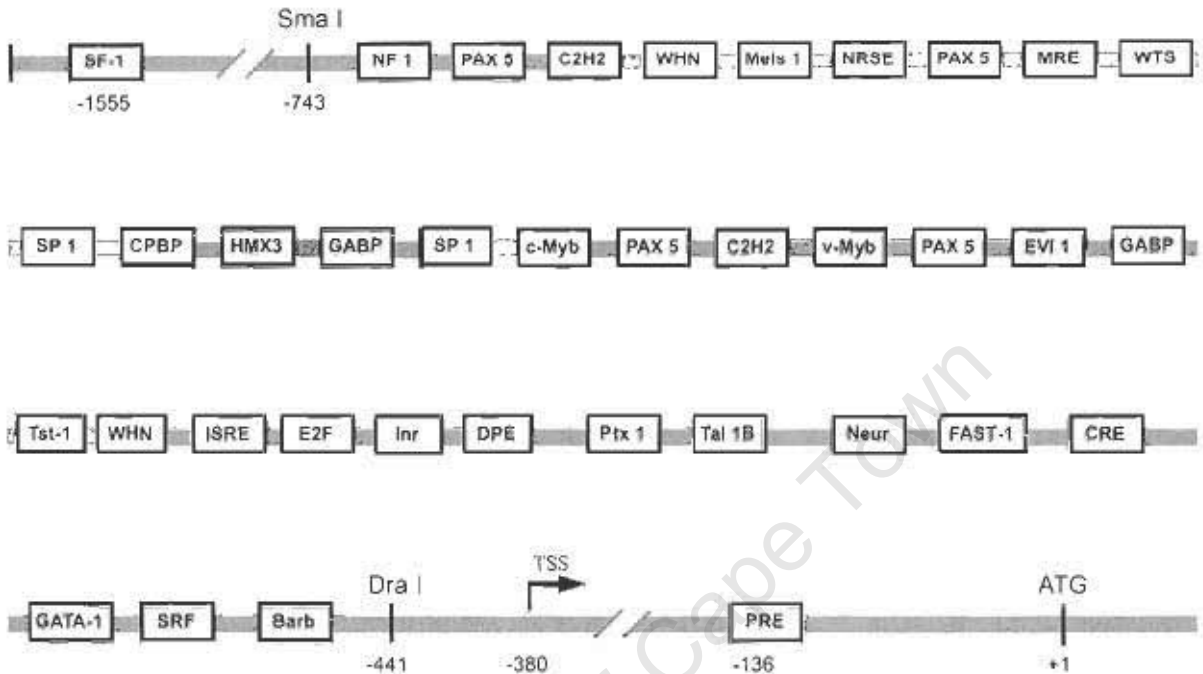 Sma I
SF-1 NF 1 PAX 5 C2H2 WHN Meis 1 NRSE PAX 5 MRE WTS
-1555 -743
SP 1 CPBP HMX3 GABP SP 1 c-Myb PAX 5 C2H2 v-Myb PAX 5 EVI 1 GABP
Tst-1 WHN ISRE E2F Inr DPE Ptx 1 Tal 1B Neur FAST-1 CRE
Dra I TSS ATG
GATA-1 SRF Barb PRE
-441 -380 -136 +1
Cape Town